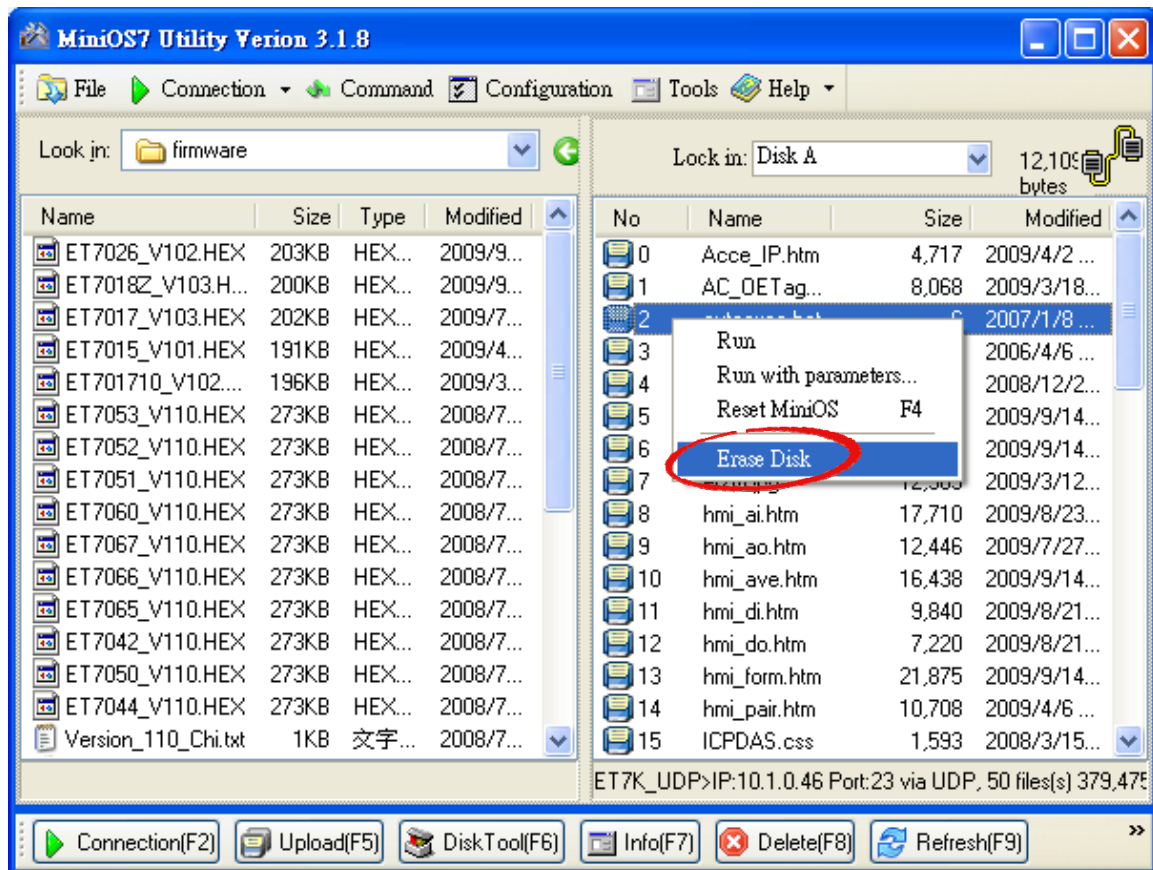 MiniOS7 Utility Verion 3.1.8
File Connection Command Configuration Tools Help
Look in: firmware
Lock in: Disk A
bytes
Name Size Type Modified
ET7026_V102.HEX 203KB HEX... 2009/9...
ET7018Z_V103.H... 200KB HEX... 2009/9...
ET7017_V103.HEX 202KB HEX... 2009/7...
ET7015_V101.HEX 191KB HEX... 2009/4...
ET701710_V102.... 196KB HEX... 2009/3...
ET7053_V110.HEX 273KB HEX... 2008/7...
ET7052_V110.HEX 273KB HEX... 2008/7...
ET7051_V110.HEX 273KB HEX... 2008/7...
ET7060_V110.HEX 273KB HEX... 2008/7...
ET7067_V110.HEX 273KB HEX... 2008/7...
ET7066_V110.HEX 273KB HEX... 2008/7...
ET7065_V110.HEX 273KB HEX... 2008/7...
ET7042_V110.HEX 273KB HEX... 2008/7...
ET7050_V110.HEX 273KB HEX... 2008/7...
ET7044_V110.HEX 273KB HEX... 2008/7...
Version_110_Chi.txt 1KB 文字... 2008/7...
No Name Size Modified
0 Acce_IP.htm 4,717 2009/4/2 ...
1 AC_OETag... 8,068 2009/3/18...
2 2007/1/8 ...
3 2006/4/6 ...
4 2008/12/2...
5 2009/9/14...
6 2009/9/14...
7 2009/3/12...
8 hmi_ai.htm 17,710 2009/8/23...
9 hmi_ao.htm 12,446 2009/7/27...
10 hmi_ave.htm 16,438 2009/9/14...
11 hmi_di.htm 9,840 2009/8/21...
12 hmi_do.htm 7,220 2009/8/21...
13 hmi_form.htm 21,875 2009/9/14...
14 hmi_pair.htm 10,708 2009/4/6 ...
15 ICPDAS.css 1,593 2008/3/15...
Run
Run with parameters...
Reset MiniOS F4
Erase Disk
ET7K_UDP>IP:10.1.0.46 Port:23 via UDP, 50 files(s) 379,475
Connection(F2) Upload(F5) DiskTool(F6) Info(F7) Delete(F8) Refresh(F9) »